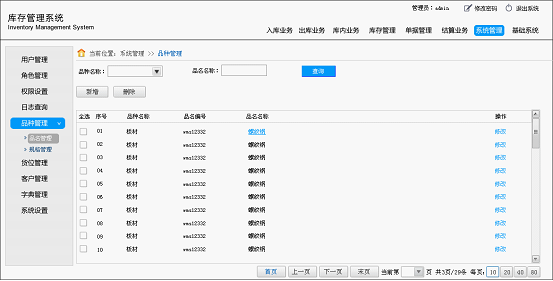 库存管理系统
Inventory Management System
管理员：admin 修改密码 退出系统
入库业务 出库业务 库内业务 库存管理 单据管理 结算业务 系统管理 基础系统
用户管理
角色管理
权限设置
日志查询
品种管理
> 品名管理
> 规格管理
货位管理
客户管理
字典管理
系统设置
当前位置：系统管理 >> 品种管理
品种名称： 品名名称： 查询
新增 删除
全选 序号 品种名称 品名编号 品名名称 操作
01 板材 wma12332 螺纹钢 修改
02 板材 wma12332 螺纹钢 修改
03 板材 wma12332 螺纹钢 修改
04 板材 wma12332 螺纹钢 修改
05 板材 wma12332 螺纹钢 修改
06 板材 wma12332 螺纹钢 修改
07 板材 wma12332 螺纹钢 修改
08 板材 wma12332 螺纹钢 修改
09 板材 wma12332 螺纹钢 修改
10 板材 wma12332 螺纹钢 修改
首页 上一页 下一页 末页 当前第 页 共3页/29条 每页： 10 20 40 80